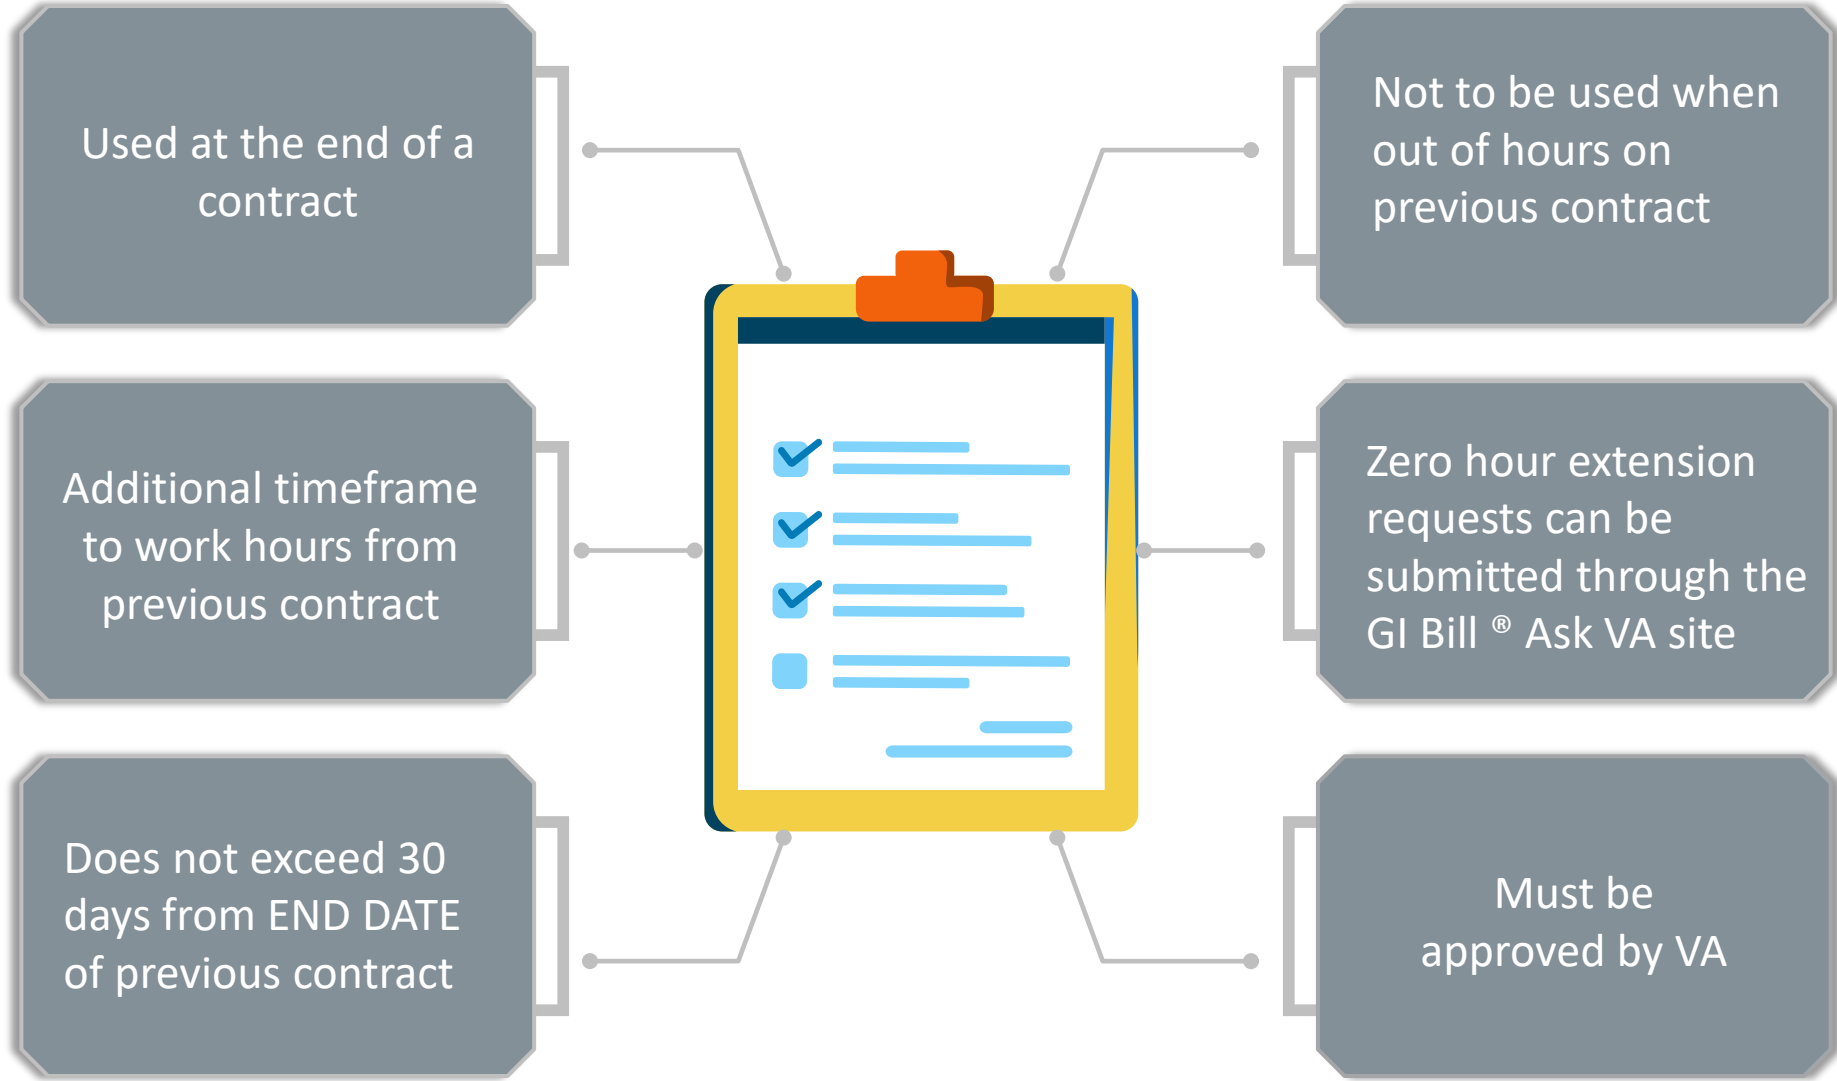 Used at the end of a
contract
Additional timeframe
to work hours from
previous contract
Does not exceed 30
days from END DATE
of previous contract
Not to be used when
out of hours on
previous contract
Zero hour extension
requests can be
submitted through the
GI Bill ® Ask VA site
Must be
approved by VA